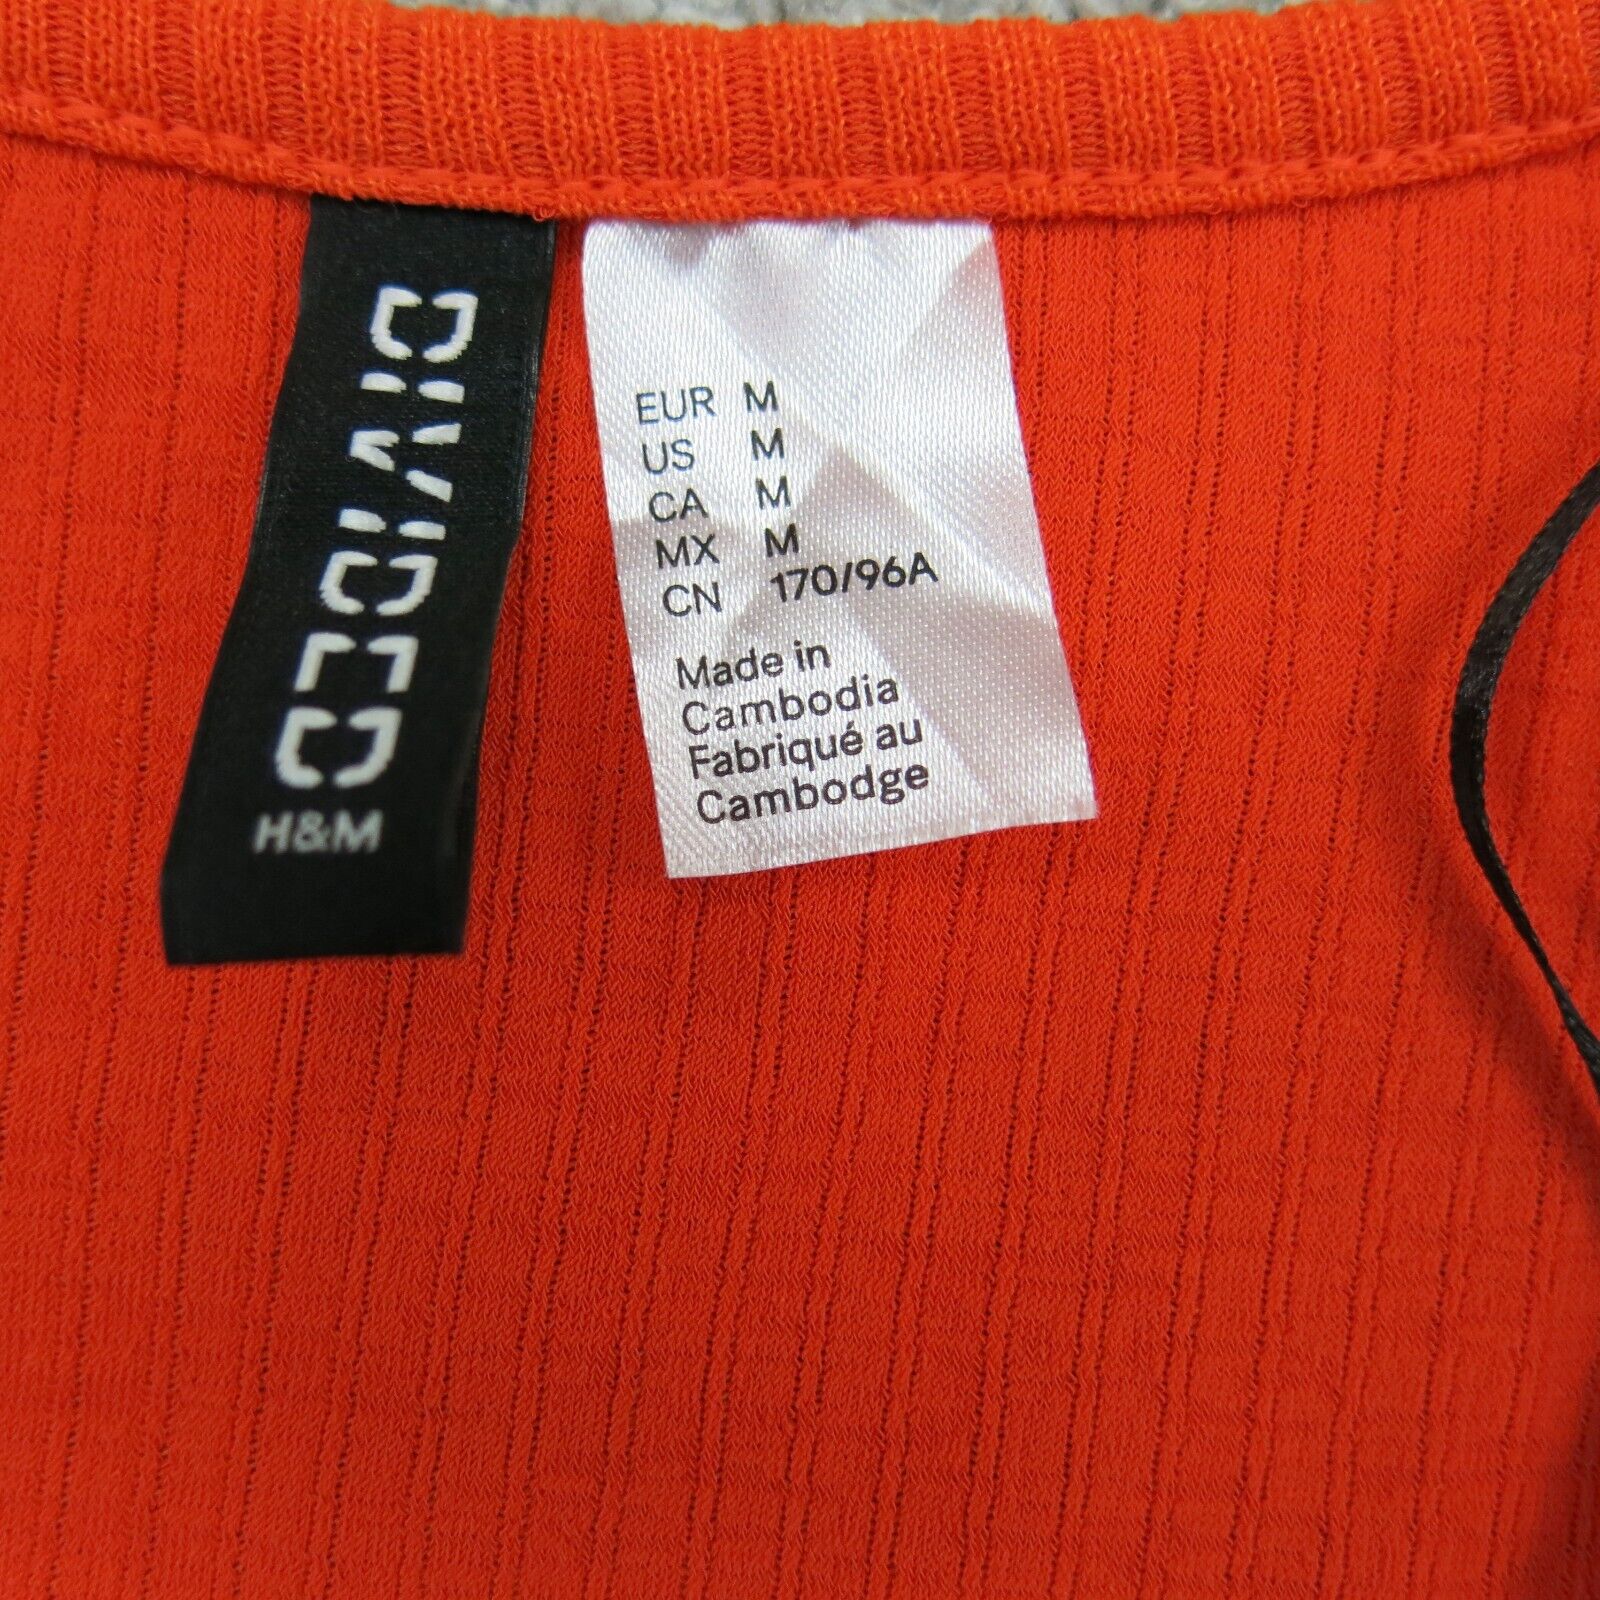 DIVIDED
H&M
EUR M
US M
CA M
MX M
CN 170/96A
Made in
Cambodia
Fabriqué au
Cambodge